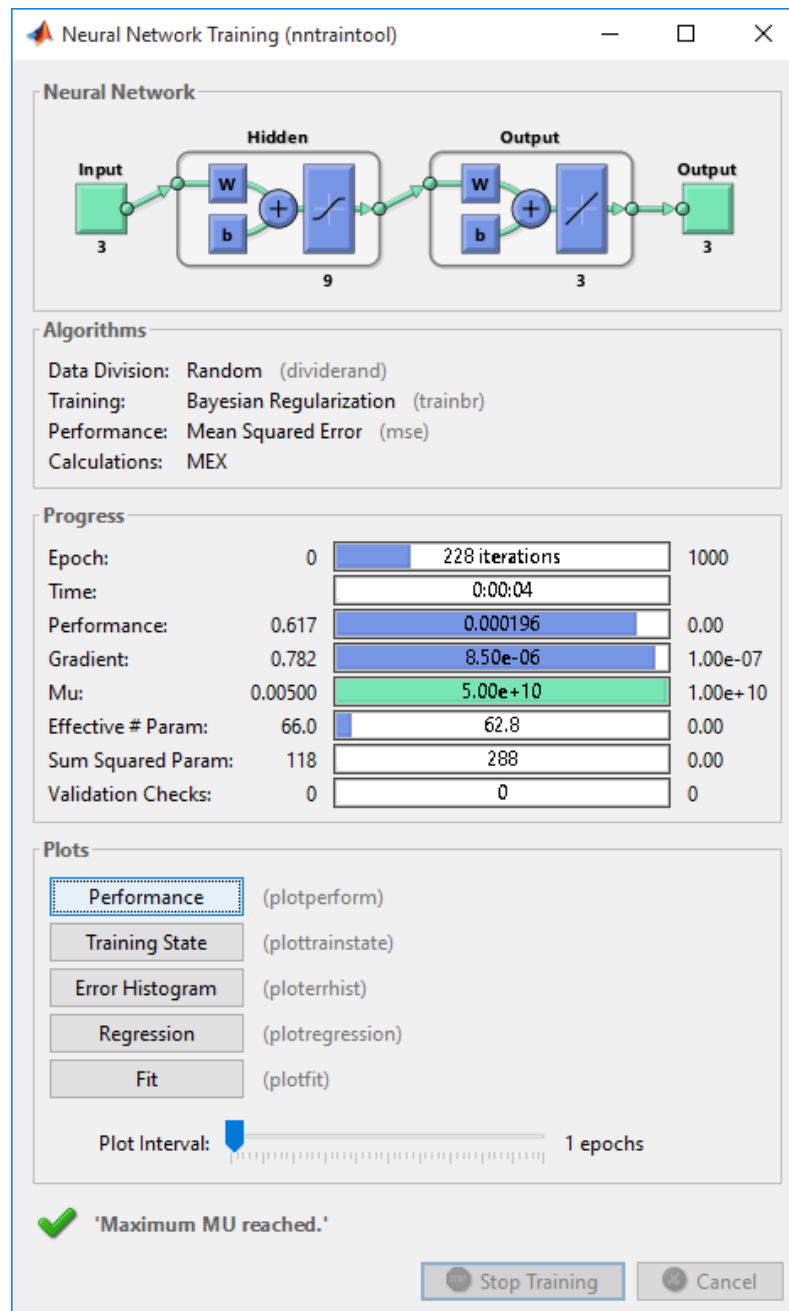 Neural Network Training (nntraintool)
Neural Network
Hidden Output
Input Output
W W
b b
3 3
9 3
Algorithms
Data Division: Random (dividerand)
Training: Bayesian Regularization (trainbr)
Performance: Mean Squared Error (mse)
Calculations: MEX
Progress
Epoch: 0 228 iterations 1000
Time: 0:00:04
Performance: 0.617 0.000196 0.00
Gradient: 0.782 8.50e-06 1.00e-07
Mu: 0.00500 5.00e+10 1.00e+10
Effective # Param: 66.0 62.8 0.00
Sum Squared Param: 118 288 0.00
Validation Checks: 0 0 0
Plots
Performance (plotperform)
Training State (plottrainstate)
Error Histogram (ploterrhist)
Regression (plotregression)
Fit (plotfit)
Plot Interval: 1 epochs
'Maximum MU reached.'
Stop Training Cancel